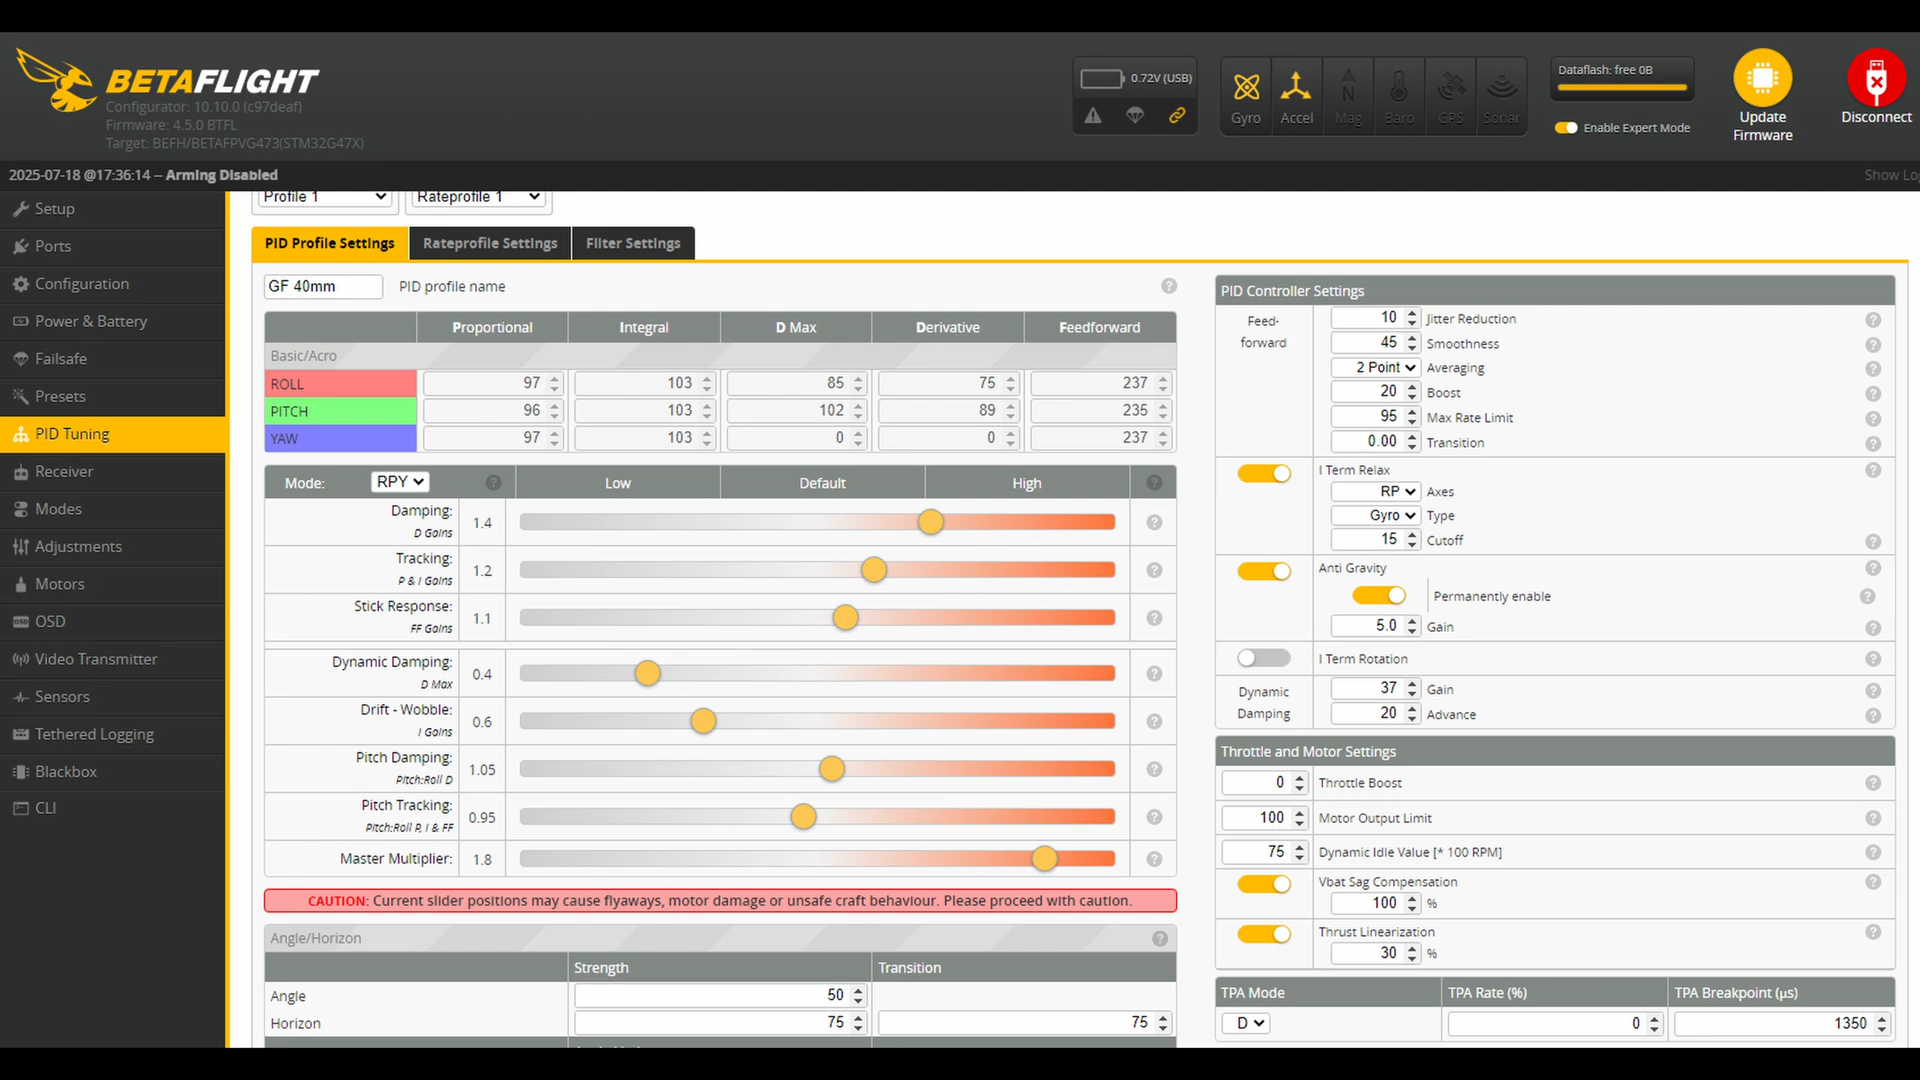 BETAFLIGHT
Configurator: 10.10.0 (c97deaf)
Firmware: 4.5.0 BTFL
Target: BEFH/BETAFPVG473(STM32G47X)
0.72V (USB)
Gyro Accel Mag Baro GPS Sonar
Dataflash: free 0B
Enable Expert Mode
Update Firmware
Disconnect
2025-07-18 @17:36:14 -- Arming Disabled
Show Lo
Setup
Ports
Configuration
Power & Battery
Failsafe
Presets
PID Tuning
Receiver
Modes
Adjustments
Motors
OSD
Video Transmitter
Sensors
Tethered Logging
Blackbox
CLI
Profile 1 Rateprofile 1
PID Profile Settings Rateprofile Settings Filter Settings
GF 40mm PID profile name
Proportional Integral D Max Derivative Feedforward
Basic/Acro
ROLL 97 103 85 75 237
PITCH 96 103 102 89 235
YAW 97 103 0 0 237
Mode: RPY Low Default High
Damping: 1.4
D Gains
Tracking: 1.2
P & I Gains
Stick Response: 1.1
FF Gains
Dynamic Damping: 0.4
D Max
Drift - Wobble: 0.6
I Gains
Pitch Damping: 1.05
Pitch:Roll D
Pitch Tracking: 0.95
Pitch:Roll P, I & FF
Master Multiplier: 1.8
CAUTION: Current slider positions may cause flyaways, motor damage or unsafe craft behaviour. Please proceed with caution.
Angle/Horizon
Strength Transition
Angle 50
Horizon 75 75
PID Controller Settings
Feed-
forward
10 Jitter Reduction
45 Smoothness
2 Point Averaging
20 Boost
95 Max Rate Limit
0.00 Transition
I Term Relax
RP Axes
Gyro Type
15 Cutoff
Anti Gravity
Permanently enable
5.0 Gain
I Term Rotation
Dynamic
Damping
37 Gain
20 Advance
Throttle and Motor Settings
0 Throttle Boost
100 Motor Output Limit
75 Dynamic Idle Value [* 100 RPM]
Vbat Sag Compensation
100 %
Thrust Linearization
30 %
TPA Mode TPA Rate (%) TPA Breakpoint (µs)
D 0 1350